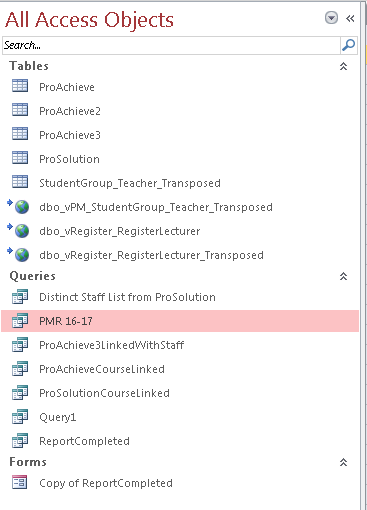 All Access Objects
Search...
Tables
ProAchieve
ProAchieve2
ProAchieve3
ProSolution
StudentGroup_Teacher_Transposed
dbo_vPM_StudentGroup_Teacher_Transposed
dbo_vRegister_RegisterLecturer
dbo_vRegister_RegisterLecturer_Transposed
Queries
Distinct Staff List from ProSolution
PMR 16-17
ProAchieve3LinkedWithStaff
ProAchieveCourseLinked
ProSolutionCourseLinked
Query1
ReportCompleted
Forms
Copy of ReportCompleted